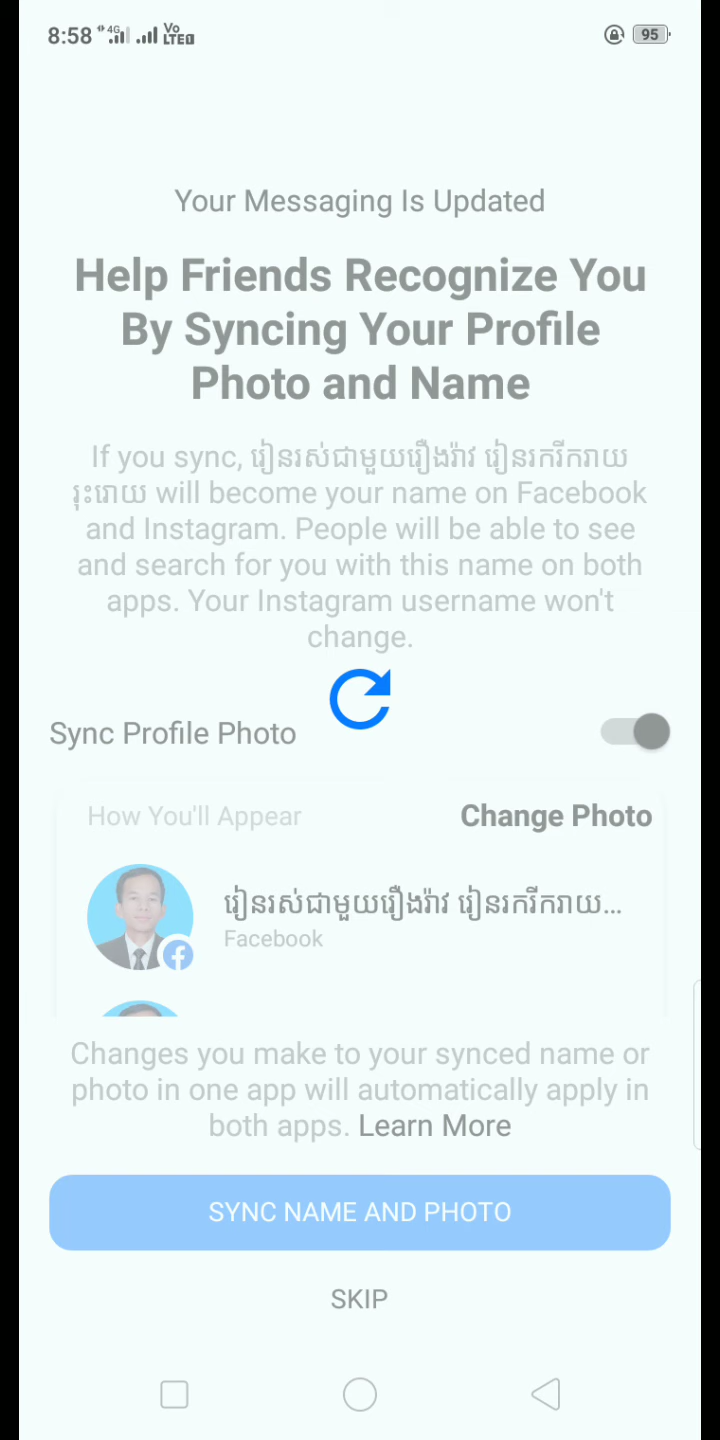 8:58 4G Vo LTE 95
Your Messaging Is Updated
Help Friends Recognize You
By Syncing Your Profile
Photo and Name
If you sync, រៀនរស់ជាមួយរឿងរ៉ាវ រៀនរករីករាយ
រុះរោយ will become your name on Facebook
and Instagram. People will be able to see
and search for you with this name on both
apps. Your Instagram username won't
change.
Sync Profile Photo
How You'll Appear Change Photo
រៀនរស់ជាមួយរឿងរ៉ាវ រៀនរករីករាយ...
Facebook
Changes you make to your synced name or
photo in one app will automatically apply in
both apps. Learn More
SYNC NAME AND PHOTO
SKIP